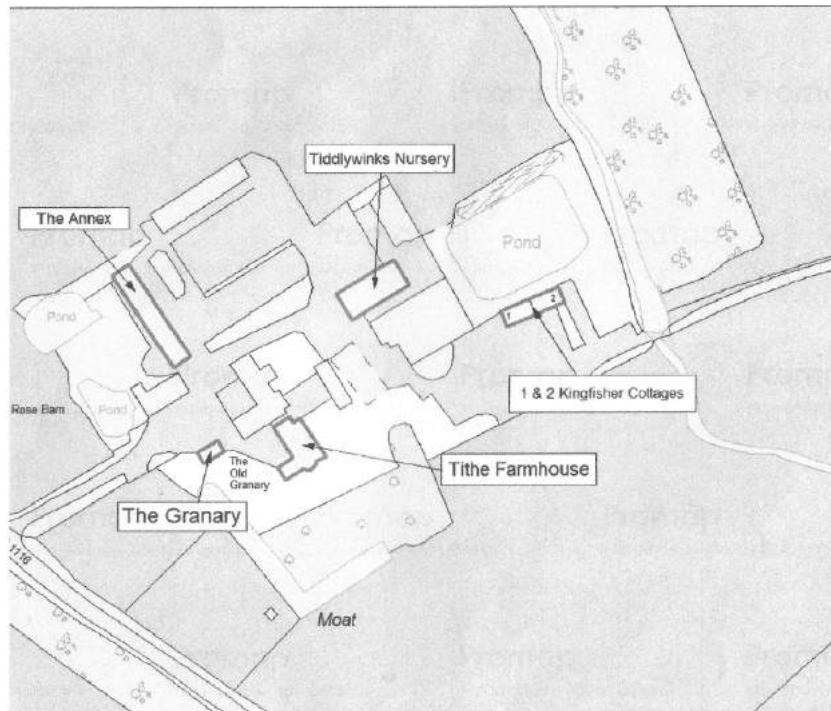 Tiddlywinks Nursery
The Annex
Pond
Pond
1 2
1 & 2 Kingfisher Cottages
Rose Barn
Pond
The
Old
Granary
Tithe Farmhouse
The Granary
1116
Moat